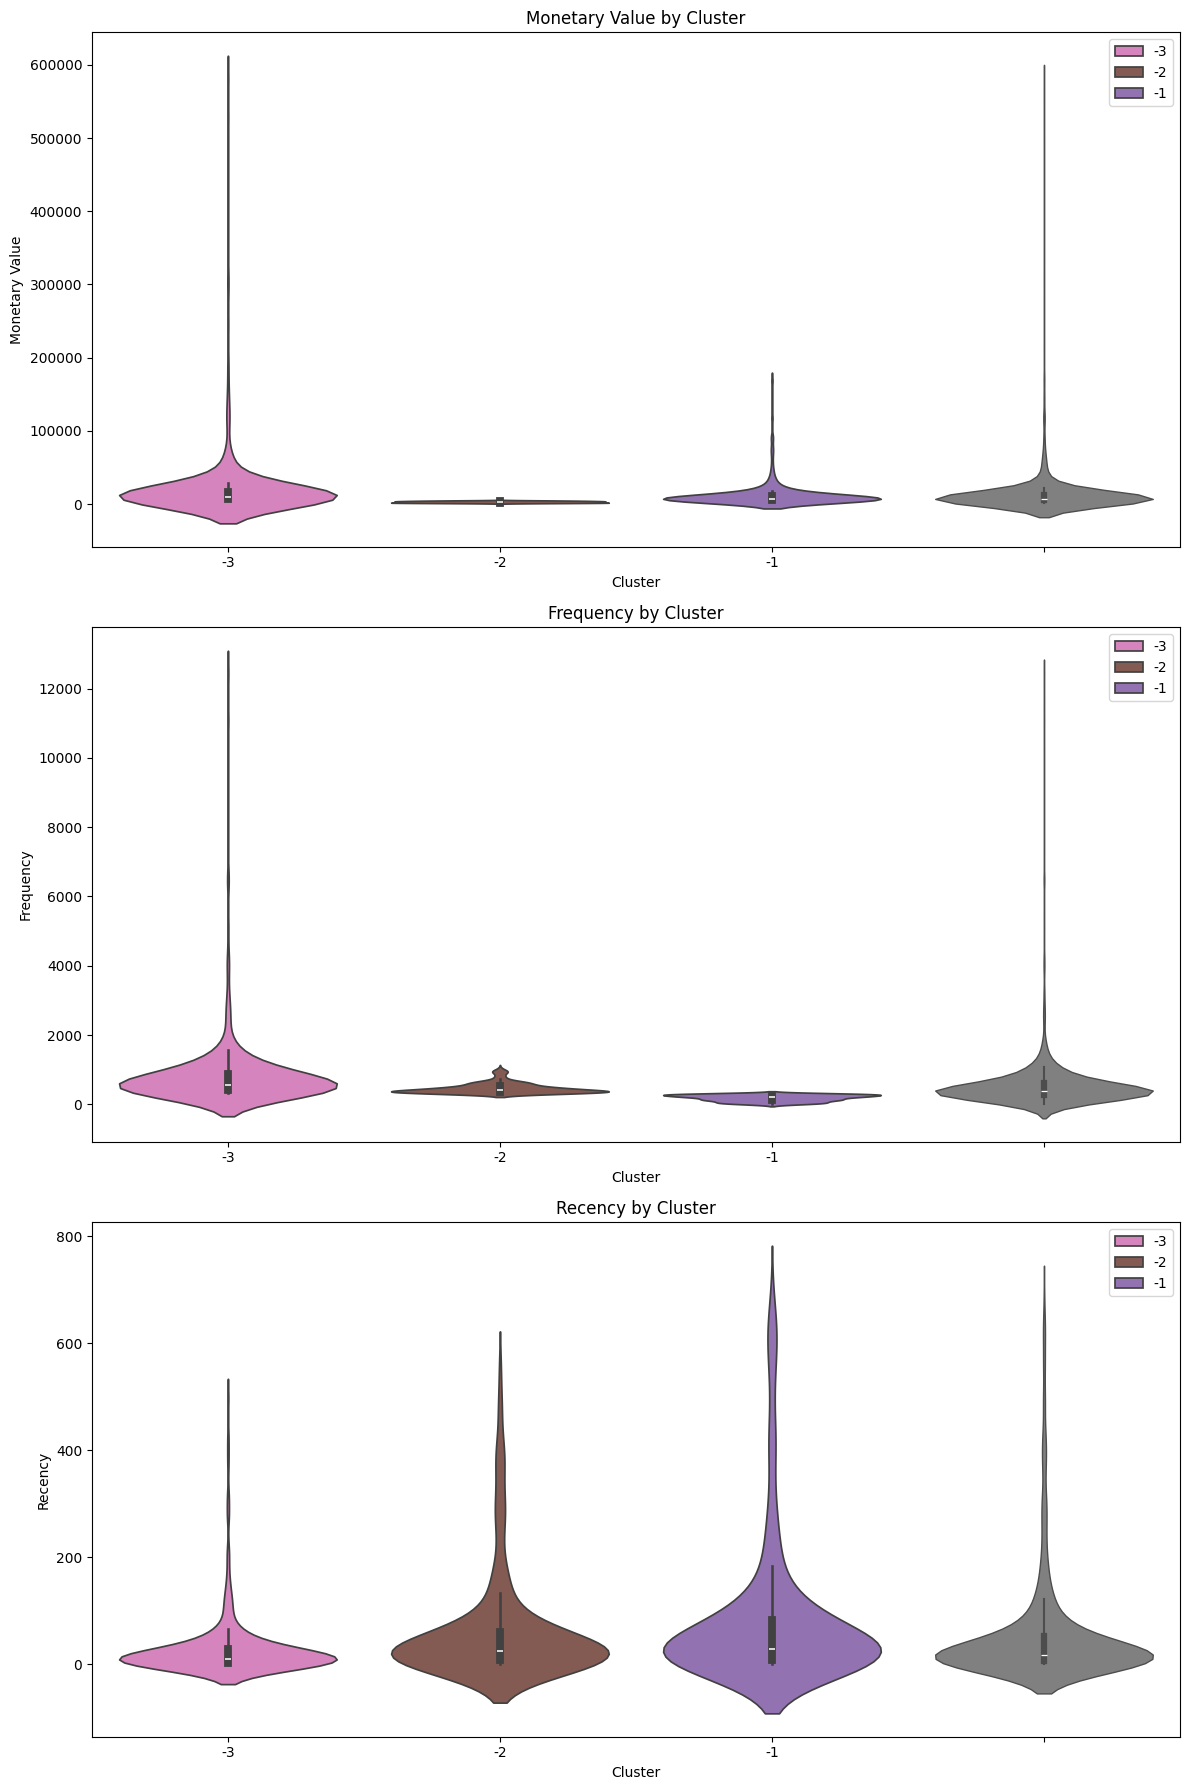 Monetary Value by Cluster
-3
-2
-1
600000
500000
400000
300000
200000
100000
0
Monetary Value
-3 -2 -1
Cluster
Frequency by Cluster
-3
-2
-1
12000
10000
8000
6000
4000
2000
0
Frequency
-3 -2 -1
Cluster
Recency by Cluster
-3
-2
-1
800
600
400
200
0
Recency
-3 -2 -1
Cluster